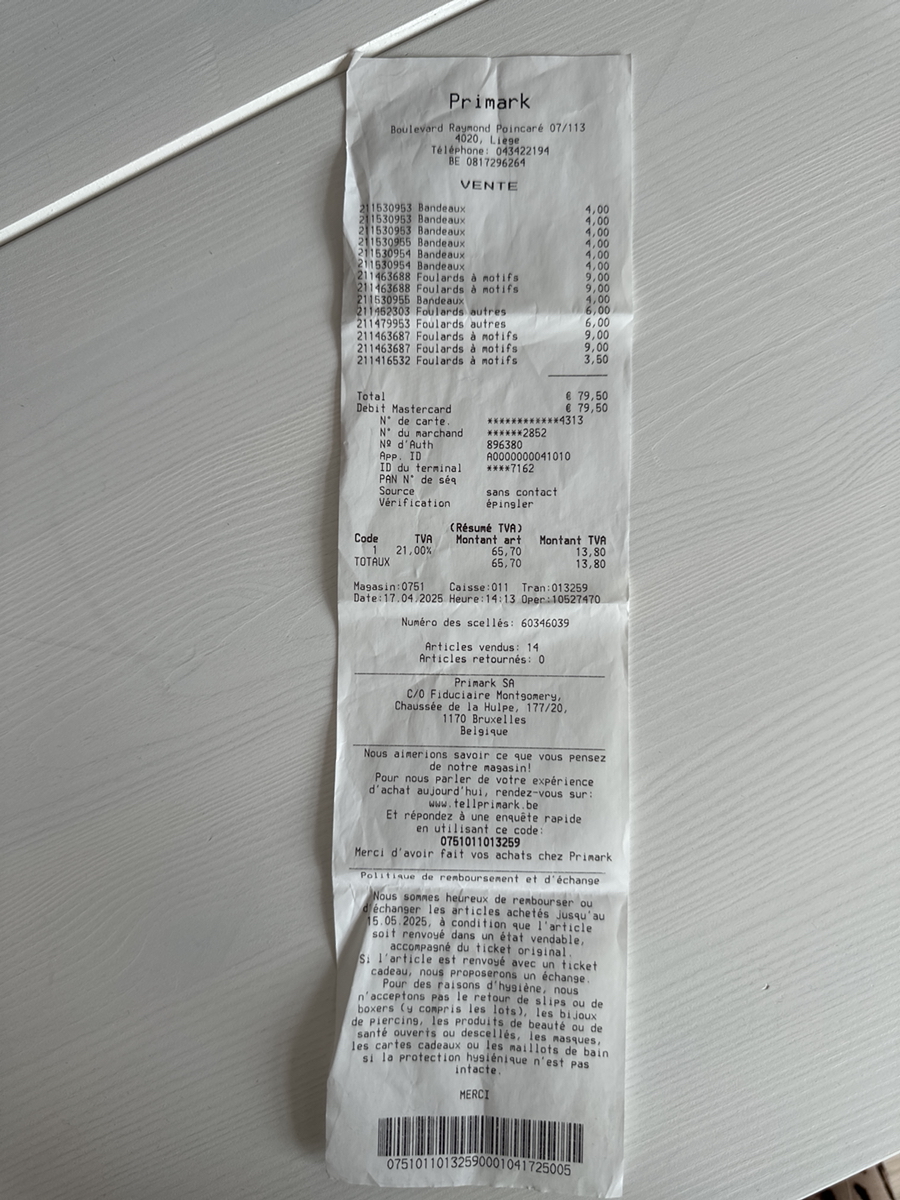 Primark
Boulevard Raymond Poincaré 07/113
4020, Liège
Téléphone: 043422194
BE 0817296264
VENTE
211530953 Bandeaux 4,00
211530953 Bandeaux 4,00
211530953 Bandeaux 4,00
211530955 Bandeaux 4,00
211530954 Bandeaux 4,00
211530954 Bandeaux 4,00
211463688 Foulards à motifs 9,00
211463688 Foulards à motifs 9,00
211530955 Bandeaux 4,00
211452303 Foulards autres 6,00
211479953 Foulards autres 6,00
211463687 Foulards à motifs 9,00
211463687 Foulards à motifs 9,00
211416532 Foulards à motifs 3,50
Total € 79,50
Debit Mastercard € 79,50
N° de carte. ************4313
N° du marchand ******2852
Nº d'Auth 896380
App. ID A0000000041010
ID du terminal ****7162
PAN N° de séq
Source sans contact
Vérification épingler
(Résumé TVA)
Code TVA Montant art Montant TVA
1 21,00% 65,70 13,80
TOTAUX 65,70 13,80
Magasin:0751 Caisse:011 Tran:013259
Date:17.04.2025 Heure:14:13 Oper:10527470
Numéro des scellés: 60346039
Articles vendus: 14
Articles retournés: 0
Primark SA
C/O Fiduciaire Montgomery,
Chaussée de la Hulpe, 177/20,
1170 Bruxelles
Belgique
Nous aimerions savoir ce que vous pensez
de notre magasin!
Pour nous parler de votre expérience
d'achat aujourd'hui, rendez-vous sur:
www.tellprimark.be
Et répondez à une enquête rapide
en utilisant ce code:
0751011013259
Merci d'avoir fait vos achats chez Primark
Politique de remboursement et d'échange
Nous sommes heureux de rembourser ou
d'échanger les articles achetés jusqu'au
15.05.2025, à condition que l'article
soit renvoyé dans un état vendable,
accompagné du ticket original.
Si l'article est renvoyé avec un ticket
cadeau, nous proposerons un échange.
Pour des raisons d'hygiène, nous
n'acceptons pas le retour de slips ou de
boxers (y compris les lots), les bijoux
de piercing, les produits de beauté ou de
santé ouverts ou descellés, les masques,
les cartes cadeaux ou les maillots de bain
si la protection hygiénique n'est pas
intacte.
MERCI
07510110132590001041725005